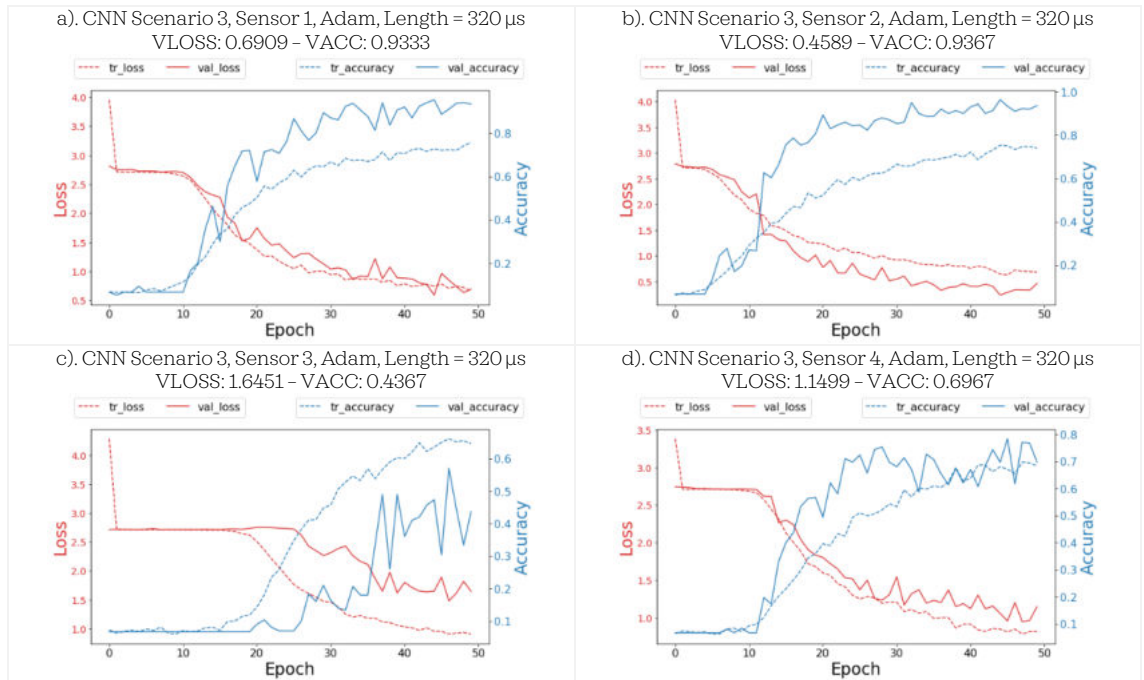 a). CNN Scenario 3, Sensor 1, Adam, Length = 320 µs
VLOSS: 0.6909 – VACC: 0.9333
tr_loss val_loss tr_accuracy val_accuracy
4.0
3.5
3.0
2.5
2.0
1.5
1.0
0.5
Loss
0.8
0.6
0.4
0.2
Accuracy
0 10 20 30 40 50
Epoch
b). CNN Scenario 3, Sensor 2, Adam, Length = 320 µs
VLOSS: 0.4589 – VACC: 0.9367
tr_loss val_loss tr_accuracy val_accuracy
4.0
3.5
3.0
2.5
2.0
1.5
1.0
0.5
Loss
1.0
0.8
0.6
0.4
0.2
Accuracy
0 10 20 30 40 50
Epoch
c). CNN Scenario 3, Sensor 3, Adam, Length = 320 µs
VLOSS: 1.6451 – VACC: 0.4367
tr_loss val_loss tr_accuracy val_accuracy
4.0
3.5
3.0
2.5
2.0
1.5
1.0
Loss
0.6
0.5
0.4
0.3
0.2
0.1
Accuracy
0 10 20 30 40 50
Epoch
d). CNN Scenario 3, Sensor 4, Adam, Length = 320 µs
VLOSS: 1.1499 – VACC: 0.6967
tr_loss val_loss tr_accuracy val_accuracy
3.5
3.0
2.5
2.0
1.5
1.0
Loss
0.8
0.7
0.6
0.5
0.4
0.3
0.2
0.1
Accuracy
0 10 20 30 40 50
Epoch